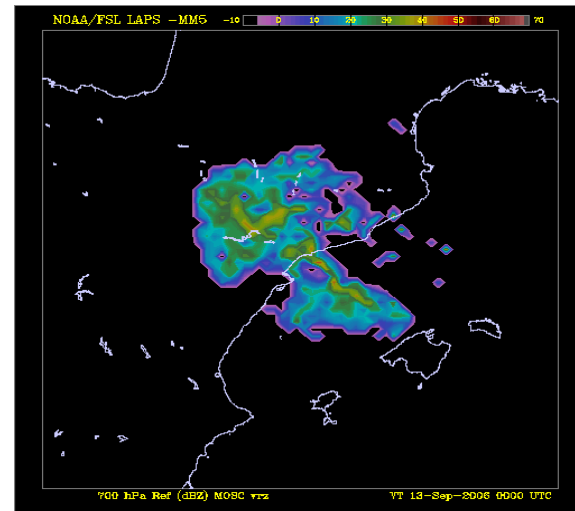 NOAA/FSL LAPS -MM5 -10 0 10 20 30 40 50 60 70
700 hPa Ref (dBZ) MOSC vrz VT 13-Sep-2006 0000 UTC